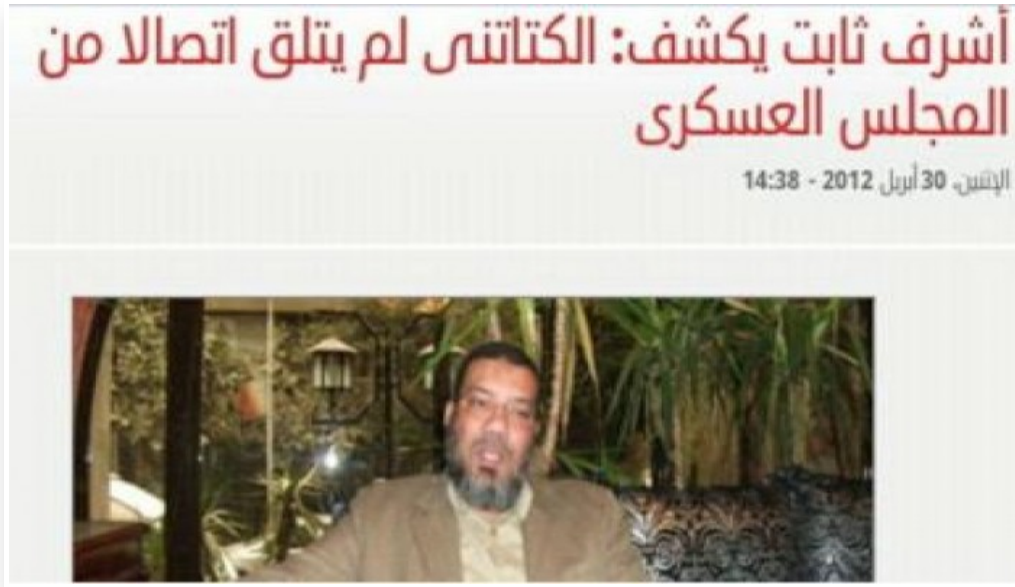 أشرف ثابت يكشف: الكتاتنى لم يتلق اتصالا من
المجلس العسكرى
الإثنين، 30 أبريل 2012 - 14:38